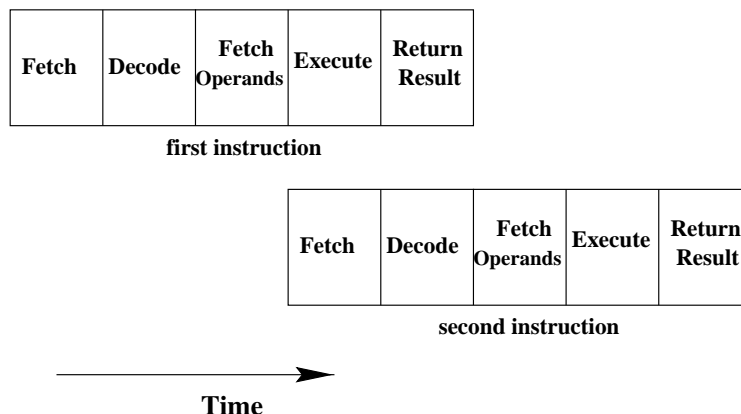 Fetch
Decode
Fetch
Operands
Execute
Return
Result
first instruction
Fetch
Decode
Fetch
Operands
Execute
Return
Result
second instruction
Time